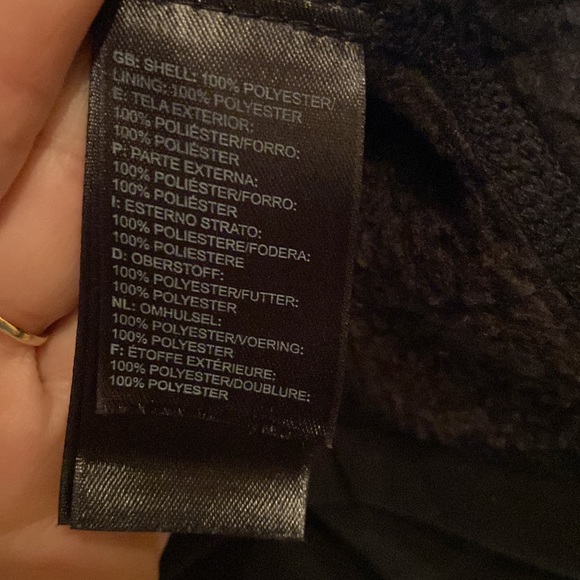 GB: SHELL: 100% POLYESTER/
LINING: 100% POLYESTER
E: TELA EXTERIOR:
100% POLIÉSTER/FORRO:
100% POLIÉSTER
P: PARTE EXTERNA:
100% POLIÉSTER/FORRO:
100% POLIÉSTER
I: ESTERNO STRATO:
100% POLIESTERE/FODERA:
100% POLIESTERE
D: OBERSTOFF:
100% POLYESTER/FUTTER:
100% POLYESTER
NL: OMHULSEL:
100% POLYESTER/VOERING:
100% POLYESTER
F: ÉTOFFE EXTÉRIEURE:
100% POLYESTER/DOUBLURE:
100% POLYESTER